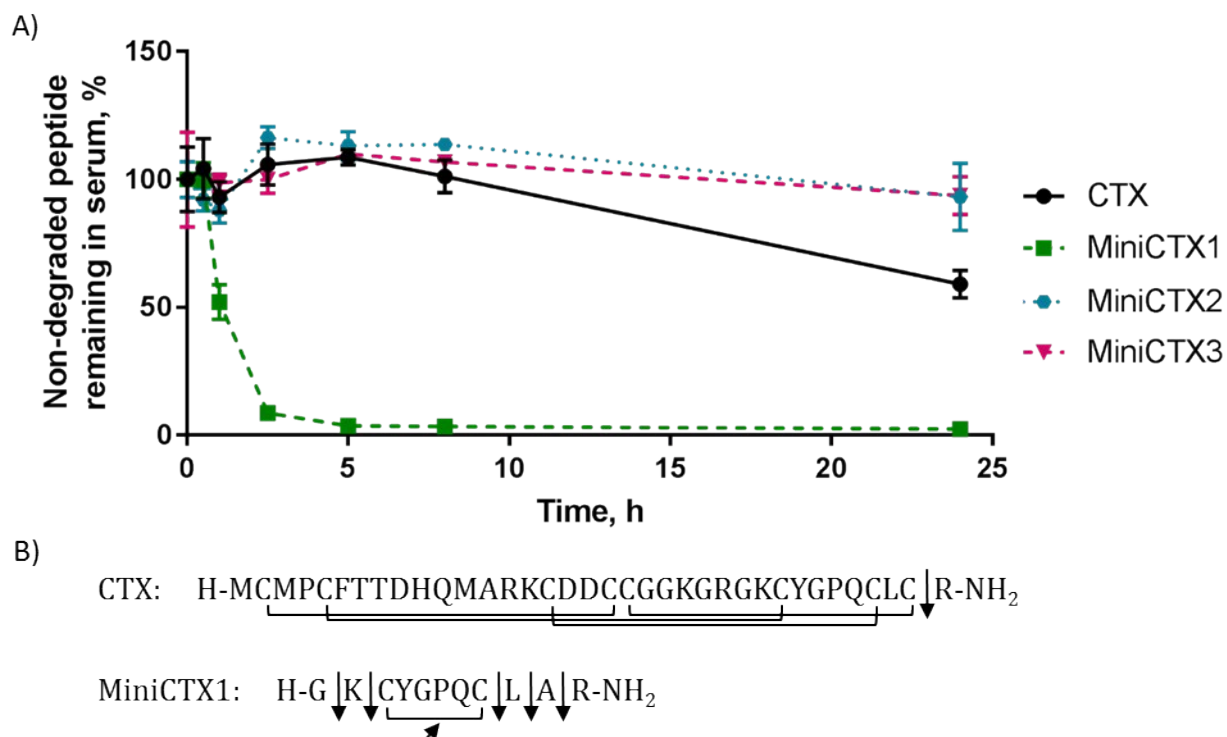 A)
Non-degraded peptide
remaining in serum, %
150
100
50
0
0
5
10
15
20
25
Time, h
CTX
MiniCTX1
MiniCTX2
MiniCTX3
B)
CTX: H-MCMPCFTTDHQMARKCDDCCGGKGRGKCYGPQCLCR-NH₂
MiniCTX1: H-GKCYGPQCLAR-NH₂